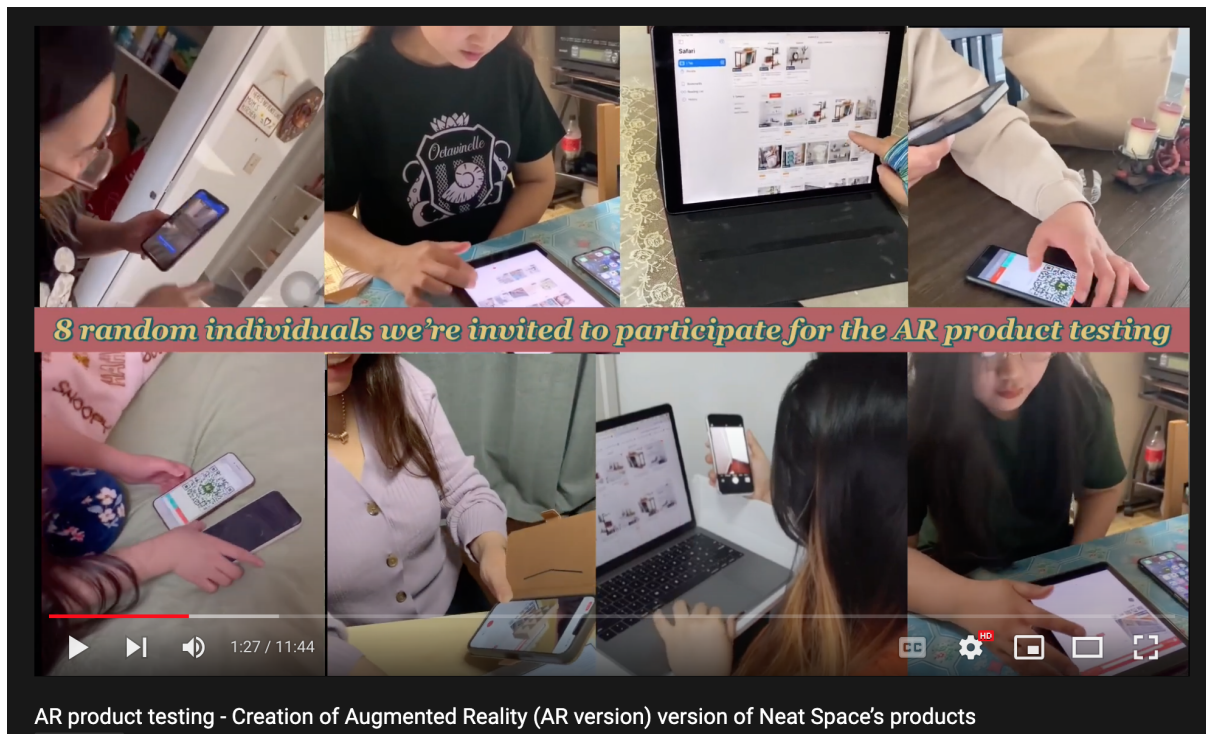 Safari
Octavinelle
8 random individuals we're invited to participate for the AR product testing
SNOOPY
1:27 / 11:44
CC
HD
AR product testing - Creation of Augmented Reality (AR version) version of Neat Space's products